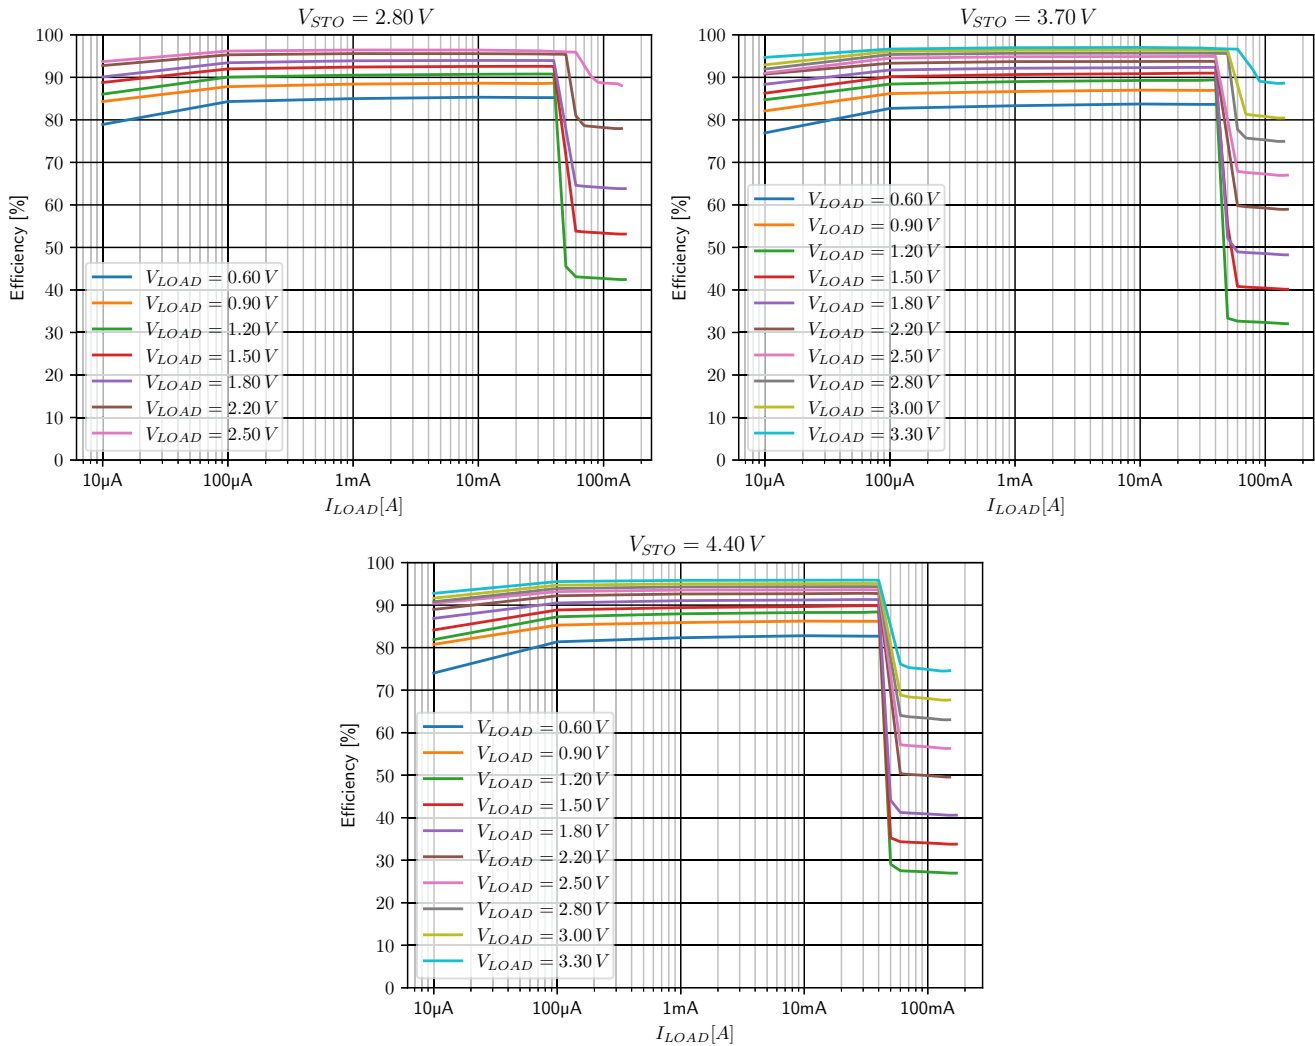 V_STO = 2.80 V
100
90
80
70
60
50
40
30
20
10
0
Efficiency [%]
V_LOAD = 0.60 V
V_LOAD = 0.90 V
V_LOAD = 1.20 V
V_LOAD = 1.50 V
V_LOAD = 1.80 V
V_LOAD = 2.20 V
V_LOAD = 2.50 V
10µA 100µA 1mA 10mA 100mA
I_LOAD[A]
V_STO = 3.70 V
100
90
80
70
60
50
40
30
20
10
0
Efficiency [%]
V_LOAD = 0.60 V
V_LOAD = 0.90 V
V_LOAD = 1.20 V
V_LOAD = 1.50 V
V_LOAD = 1.80 V
V_LOAD = 2.20 V
V_LOAD = 2.50 V
V_LOAD = 2.80 V
V_LOAD = 3.00 V
V_LOAD = 3.30 V
10µA 100µA 1mA 10mA 100mA
I_LOAD[A]
V_STO = 4.40 V
100
90
80
70
60
50
40
30
20
10
0
Efficiency [%]
V_LOAD = 0.60 V
V_LOAD = 0.90 V
V_LOAD = 1.20 V
V_LOAD = 1.50 V
V_LOAD = 1.80 V
V_LOAD = 2.20 V
V_LOAD = 2.50 V
V_LOAD = 2.80 V
V_LOAD = 3.00 V
V_LOAD = 3.30 V
10µA 100µA 1mA 10mA 100mA
I_LOAD[A]